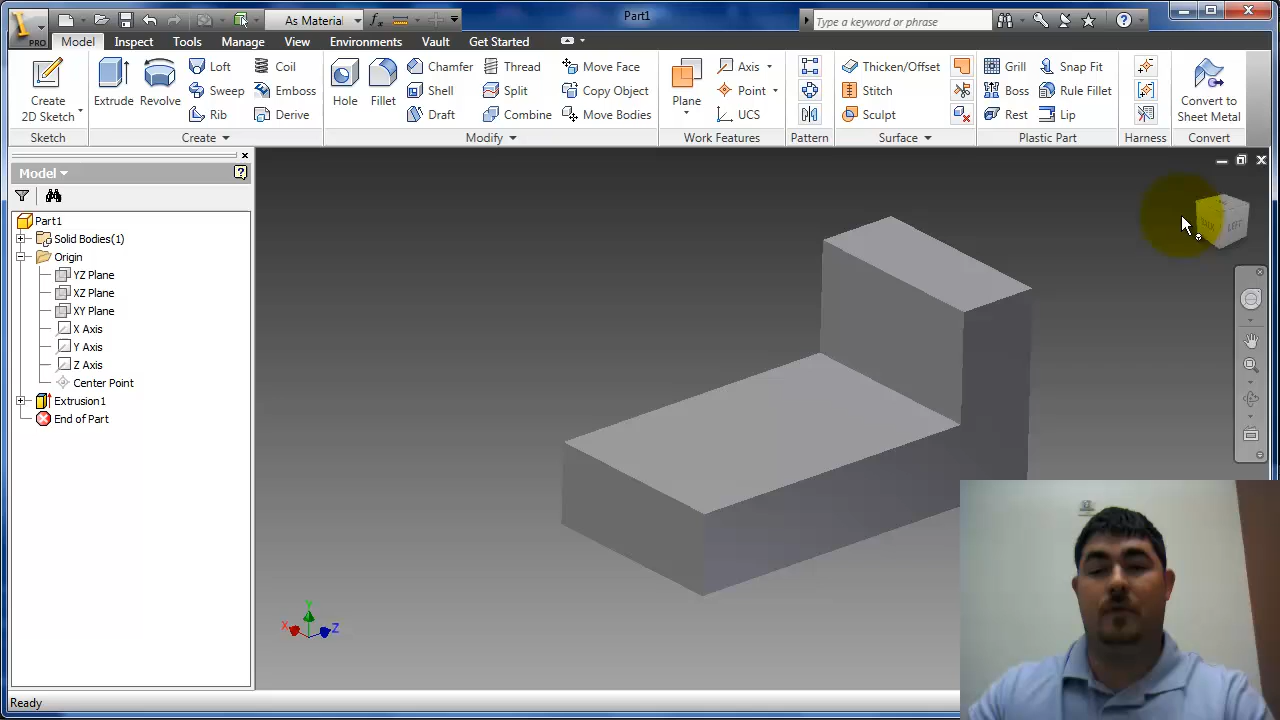 Part1
As Material
Type a keyword or phrase
PRO
Model Inspect Tools Manage View Environments Vault Get Started
Create
2D Sketch
Extrude
Revolve
Loft
Sweep
Rib
Coil
Emboss
Derive
Hole
Fillet
Chamfer
Shell
Draft
Thread
Split
Combine
Move Face
Copy Object
Move Bodies
Plane
Axis
Point
UCS
Thicken/Offset
Stitch
Sculpt
Grill
Boss
Rest
Snap Fit
Rule Fillet
Lip
Convert to
Sheet Metal
Sketch Create Modify Work Features Pattern Surface Plastic Part Harness Convert
Model
Part1
Solid Bodies(1)
Origin
YZ Plane
XZ Plane
XY Plane
X Axis
Y Axis
Z Axis
Center Point
Extrusion1
End of Part
LEFT
Y
X
Z
Ready